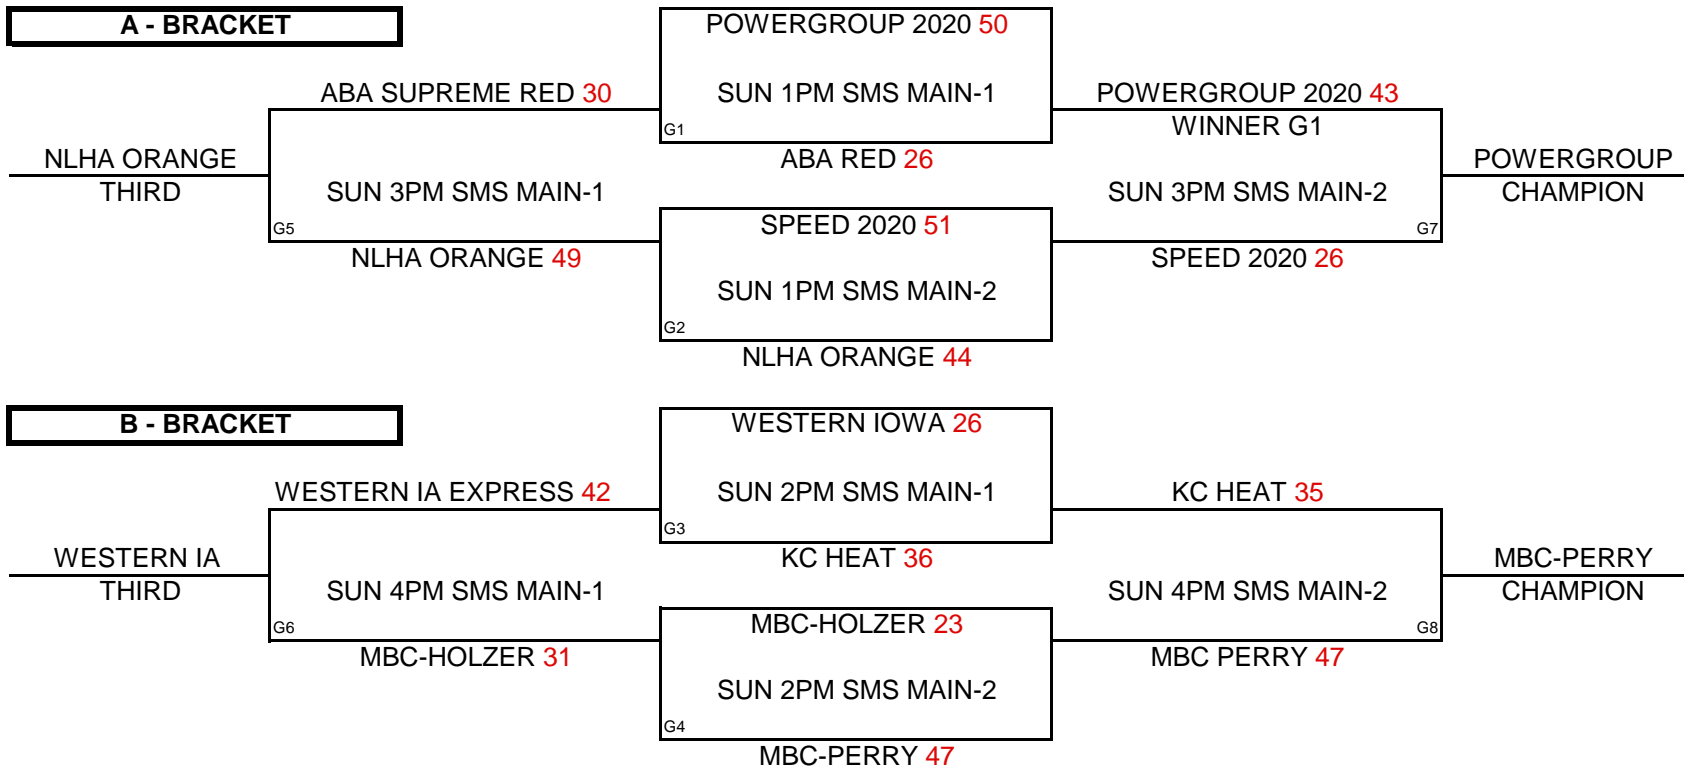 A - BRACKET
POWERGROUP 2020 50
ABA SUPREME RED 30
SUN 1PM SMS MAIN-1
POWERGROUP 2020 43
G1
WINNER G1
NLHA ORANGE
ABA RED 26
POWERGROUP
THIRD
SUN 3PM SMS MAIN-1
SUN 3PM SMS MAIN-2
CHAMPION
G5
SPEED 2020 51
G7
NLHA ORANGE 49
SPEED 2020 26
SUN 1PM SMS MAIN-2
G2
NLHA ORANGE 44
B - BRACKET
WESTERN IOWA 26
WESTERN IA EXPRESS 42
SUN 2PM SMS MAIN-1
KC HEAT 35
G3
WESTERN IA
KC HEAT 36
MBC-PERRY
THIRD
SUN 4PM SMS MAIN-1
SUN 4PM SMS MAIN-2
CHAMPION
G6
MBC-HOLZER 23
G8
MBC-HOLZER 31
MBC PERRY 47
SUN 2PM SMS MAIN-2
G4
MBC-PERRY 47